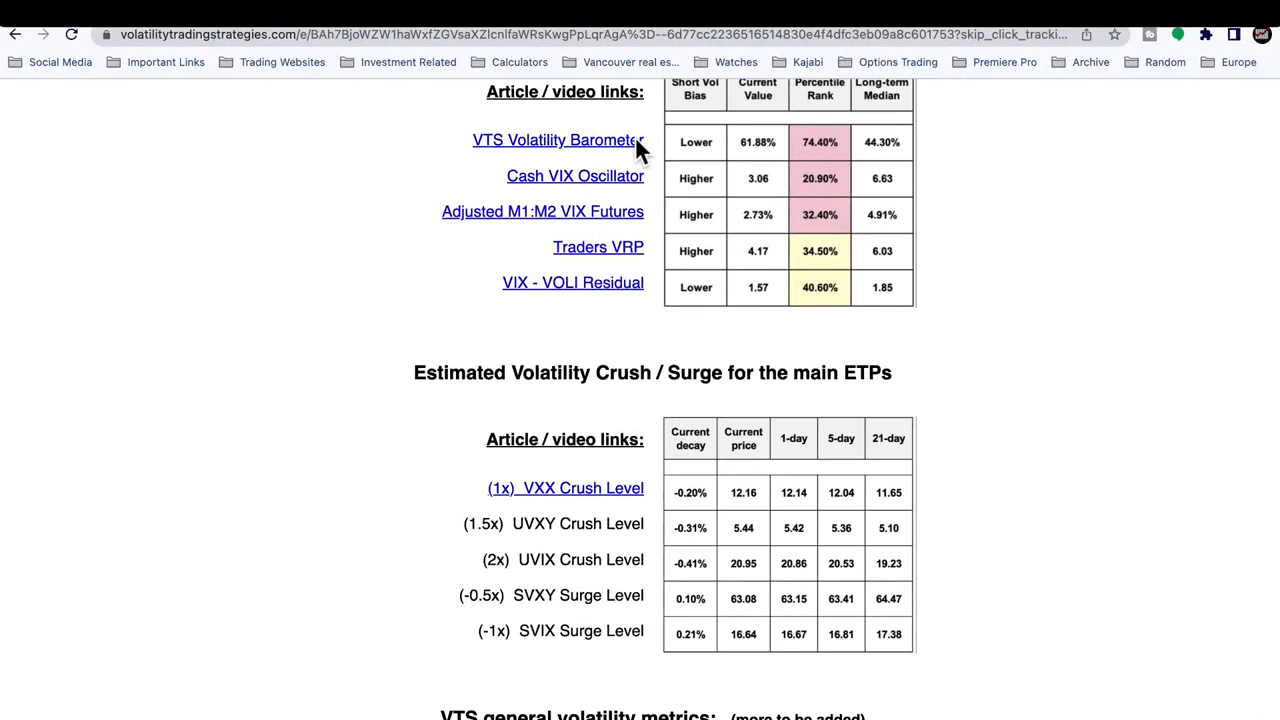 volatilitytradingstrategies.com/e/BAh7BjoWZW1haWxfZGVsaXZlcnlfaWRsKwgPpLqrAgA%3D--6d77cc2236516514830e4f4dfc3eb09a8c601753?skip_click_tracki...
Social Media Important Links Trading Websites Investment Related Calculators Vancouver real es... Watches Kajabi Options Trading Premiere Pro Archive Random Europe
Article / video links:
Short Vol Bias Current Value Percentile Rank Long-term Median
VTS Volatility Barometer Lower 61.88% 74.40% 44.30%
Cash VIX Oscillator Higher 3.06 20.90% 6.63
Adjusted M1:M2 VIX Futures Higher 2.73% 32.40% 4.91%
Traders VRP Higher 4.17 34.50% 6.03
VIX - VOLI Residual Lower 1.57 40.60% 1.85
Estimated Volatility Crush / Surge for the main ETPs
Article / video links:
Current decay Current price 1-day 5-day 21-day
(1x) VXX Crush Level -0.20% 12.16 12.14 12.04 11.65
(1.5x) UVXY Crush Level -0.31% 5.44 5.42 5.36 5.10
(2x) UVIX Crush Level -0.41% 20.95 20.86 20.53 19.23
(-0.5x) SVXY Surge Level 0.10% 63.08 63.15 63.41 64.47
(-1x) SVIX Surge Level 0.21% 16.64 16.67 16.81 17.38
VTS general volatility metrics: (more to be added)